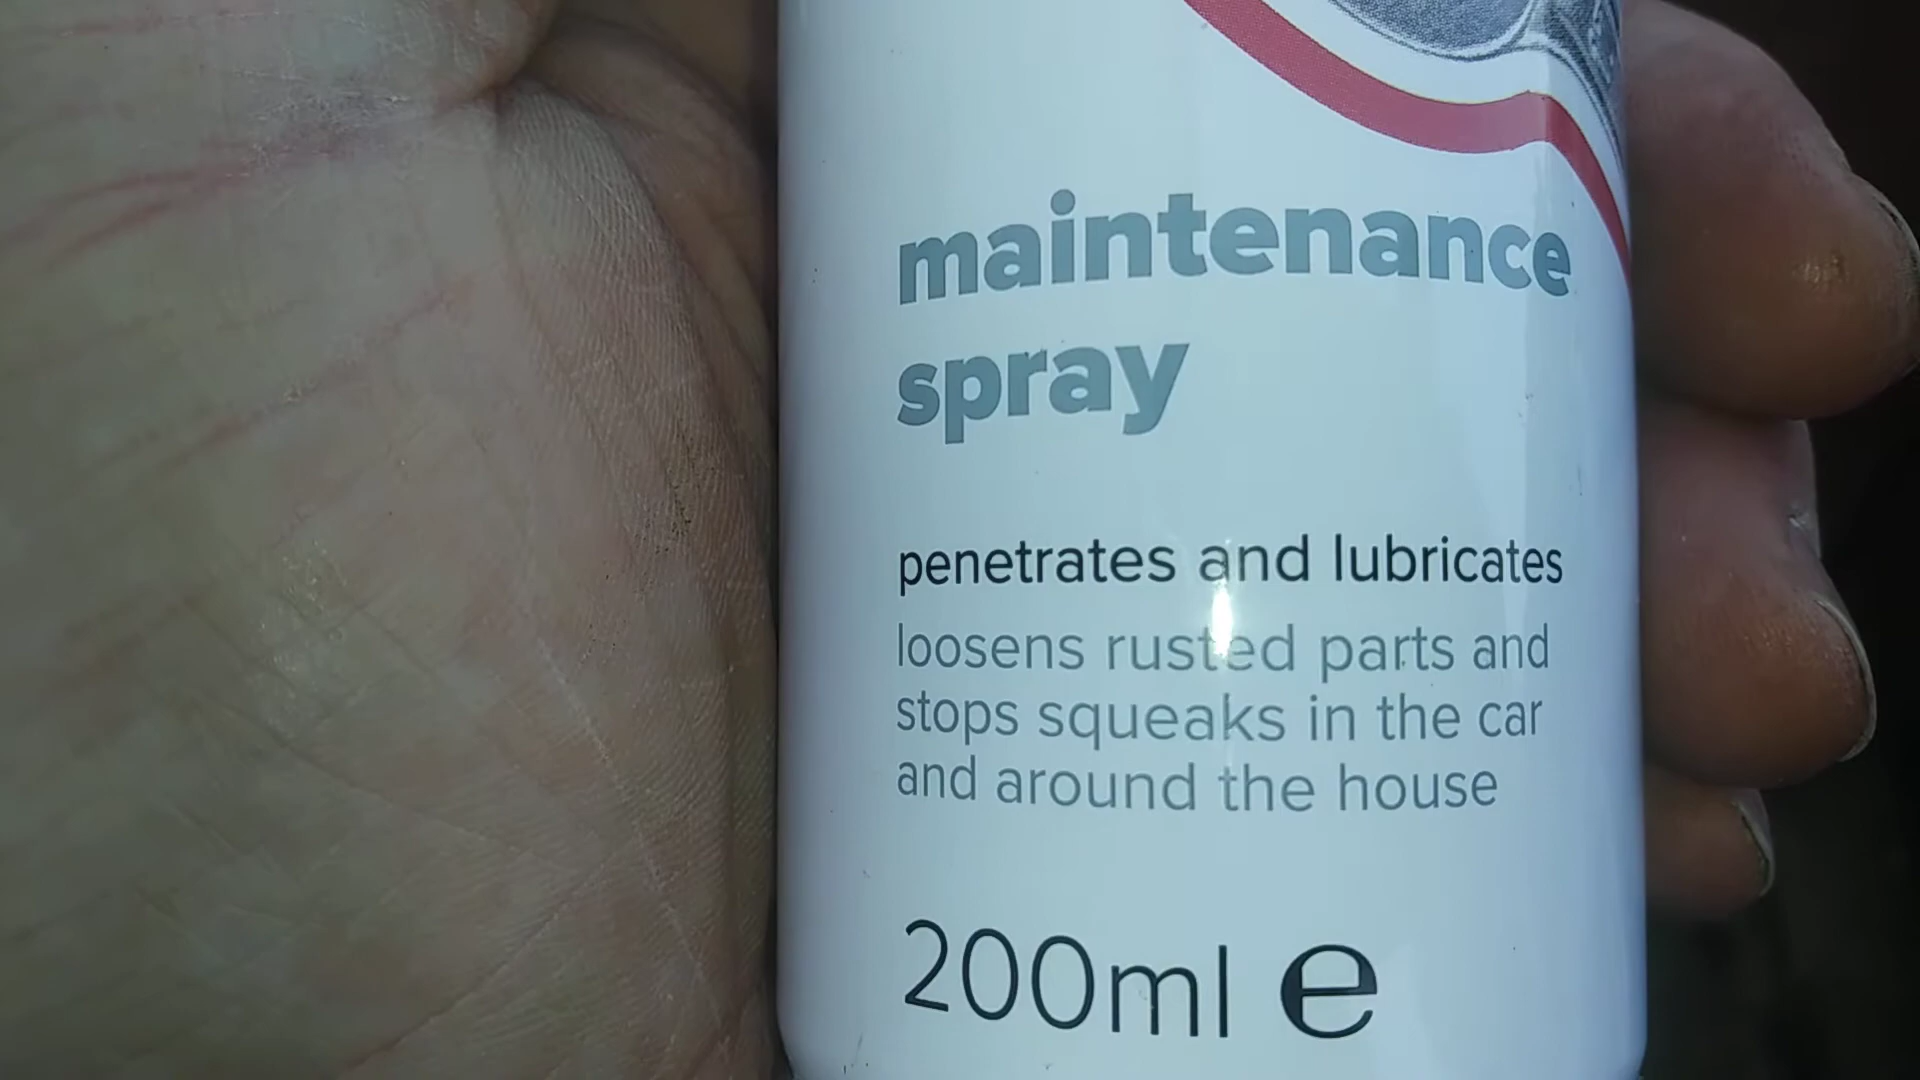 maintenance
spray
penetrates and lubricates
loosens rusted parts and
stops squeaks in the car
and around the house
200ml e